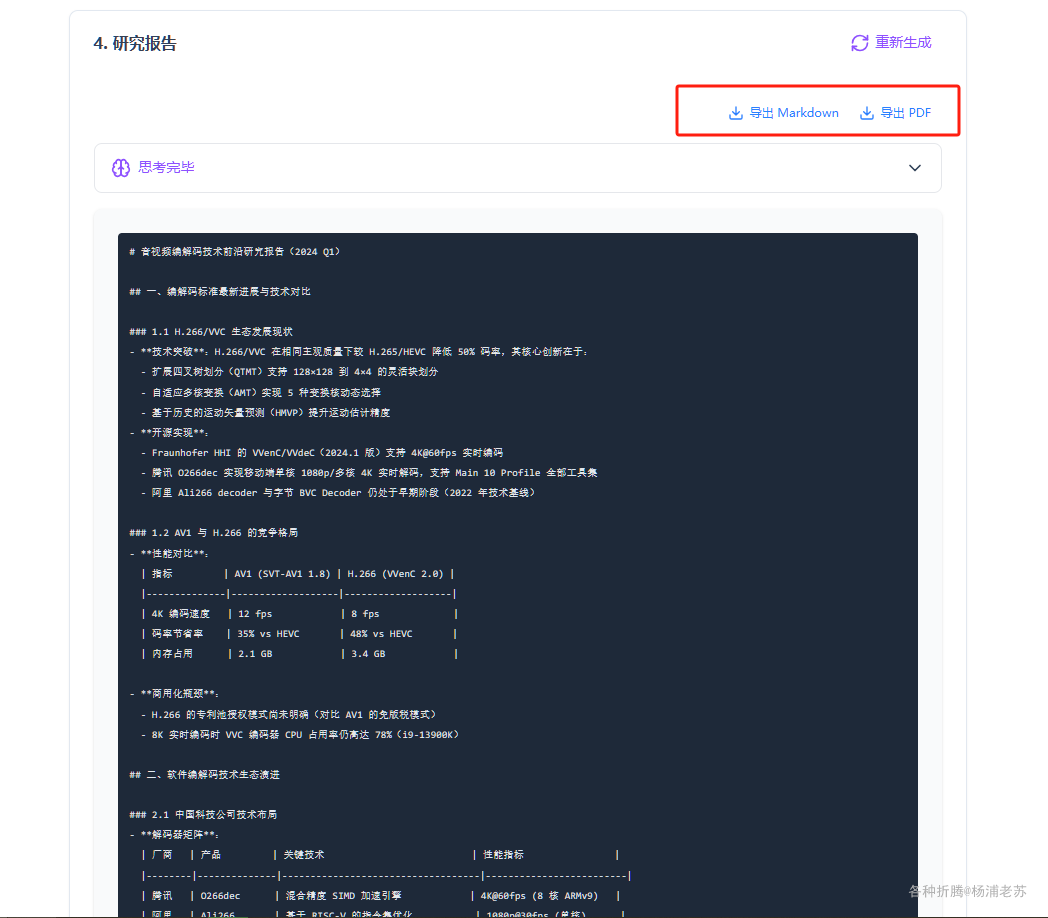 4. 研究报告
重新生成
导出 Markdown 导出 PDF
思考完毕
# 音视频编解码技术前沿研究报告（2024 Q1）
## 一、编解码标准最新进展与技术对比
### 1.1 H.266/VVC 生态发展现状
- **技术突破**：H.266/VVC 在相同主观质量下较 H.265/HEVC 降低 50% 码率，其核心创新在于：
- 扩展四叉树划分（QTMT）支持 128×128 到 4×4 的灵活块划分
- 自适应多核变换（AMT）实现 5 种变换核动态选择
- 基于历史的运动矢量预测（HMVP）提升运动估计精度
- **开源实现**：
- Fraunhofer HHI 的 VVenC/VVdeC（2024.1 版）支持 4K@60fps 实时编码
- 腾讯 O266dec 实现移动端单核 1080p/多核 4K 实时解码，支持 Main 10 Profile 全部工具集
- 阿里 Ali266 decoder 与字节 BVC Decoder 仍处于早期阶段（2022 年技术基线）
### 1.2 AV1 与 H.266 的竞争格局
- **性能对比**：
| 指标 | AV1 (SVT-AV1 1.8) | H.266 (VVenC 2.0) |
|--------------|-------------------|-------------------|
| 4K 编码速度 | 12 fps | 8 fps |
| 码率节省率 | 35% vs HEVC | 48% vs HEVC |
| 内存占用 | 2.1 GB | 3.4 GB |
- **商用化瓶颈**：
- H.266 的专利池授权模式尚未明确（对比 AV1 的免版税模式）
- 8K 实时编码时 VVC 编码器 CPU 占用率仍高达 78%（i9-13900K）
## 二、软件编解码技术生态演进
### 2.1 中国科技公司技术布局
- **解码器矩阵**：
| 厂商 | 产品 | 关键技术 | 性能指标 |
|--------|--------------|-----------------------------------|-------------------------|
| 腾讯 | O266dec | 混合精度 SIMD 加速引擎 | 4K@60fps (8 核 ARMv9) |
| 阿里 | Ali266 | 基于 RISC-V 的指令集优化 | 1080p@30fps (单核) |
各种折腾@杨浦老苏